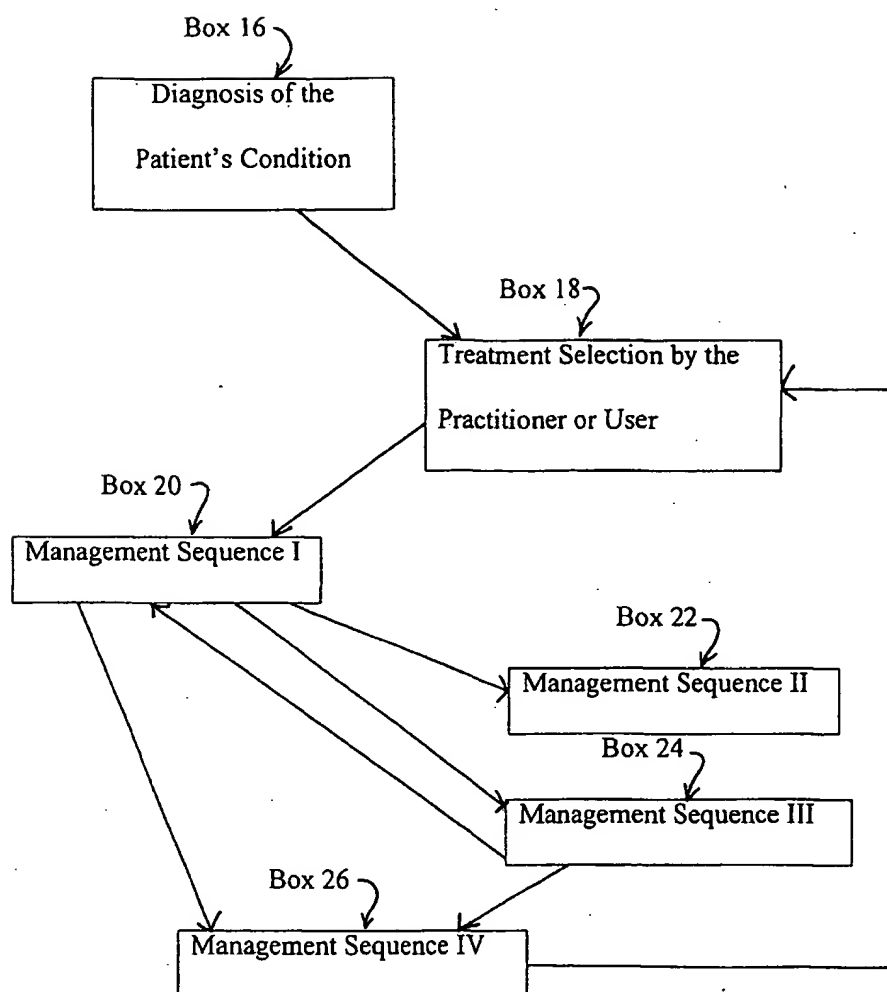 Box 16
Diagnosis of the
Patient's Condition
Box 18
Treatment Selection by the
Practitioner or User
Box 20
Management Sequence I
Box 22
Management Sequence II
Box 24
Management Sequence III
Box 26
Management Sequence IV